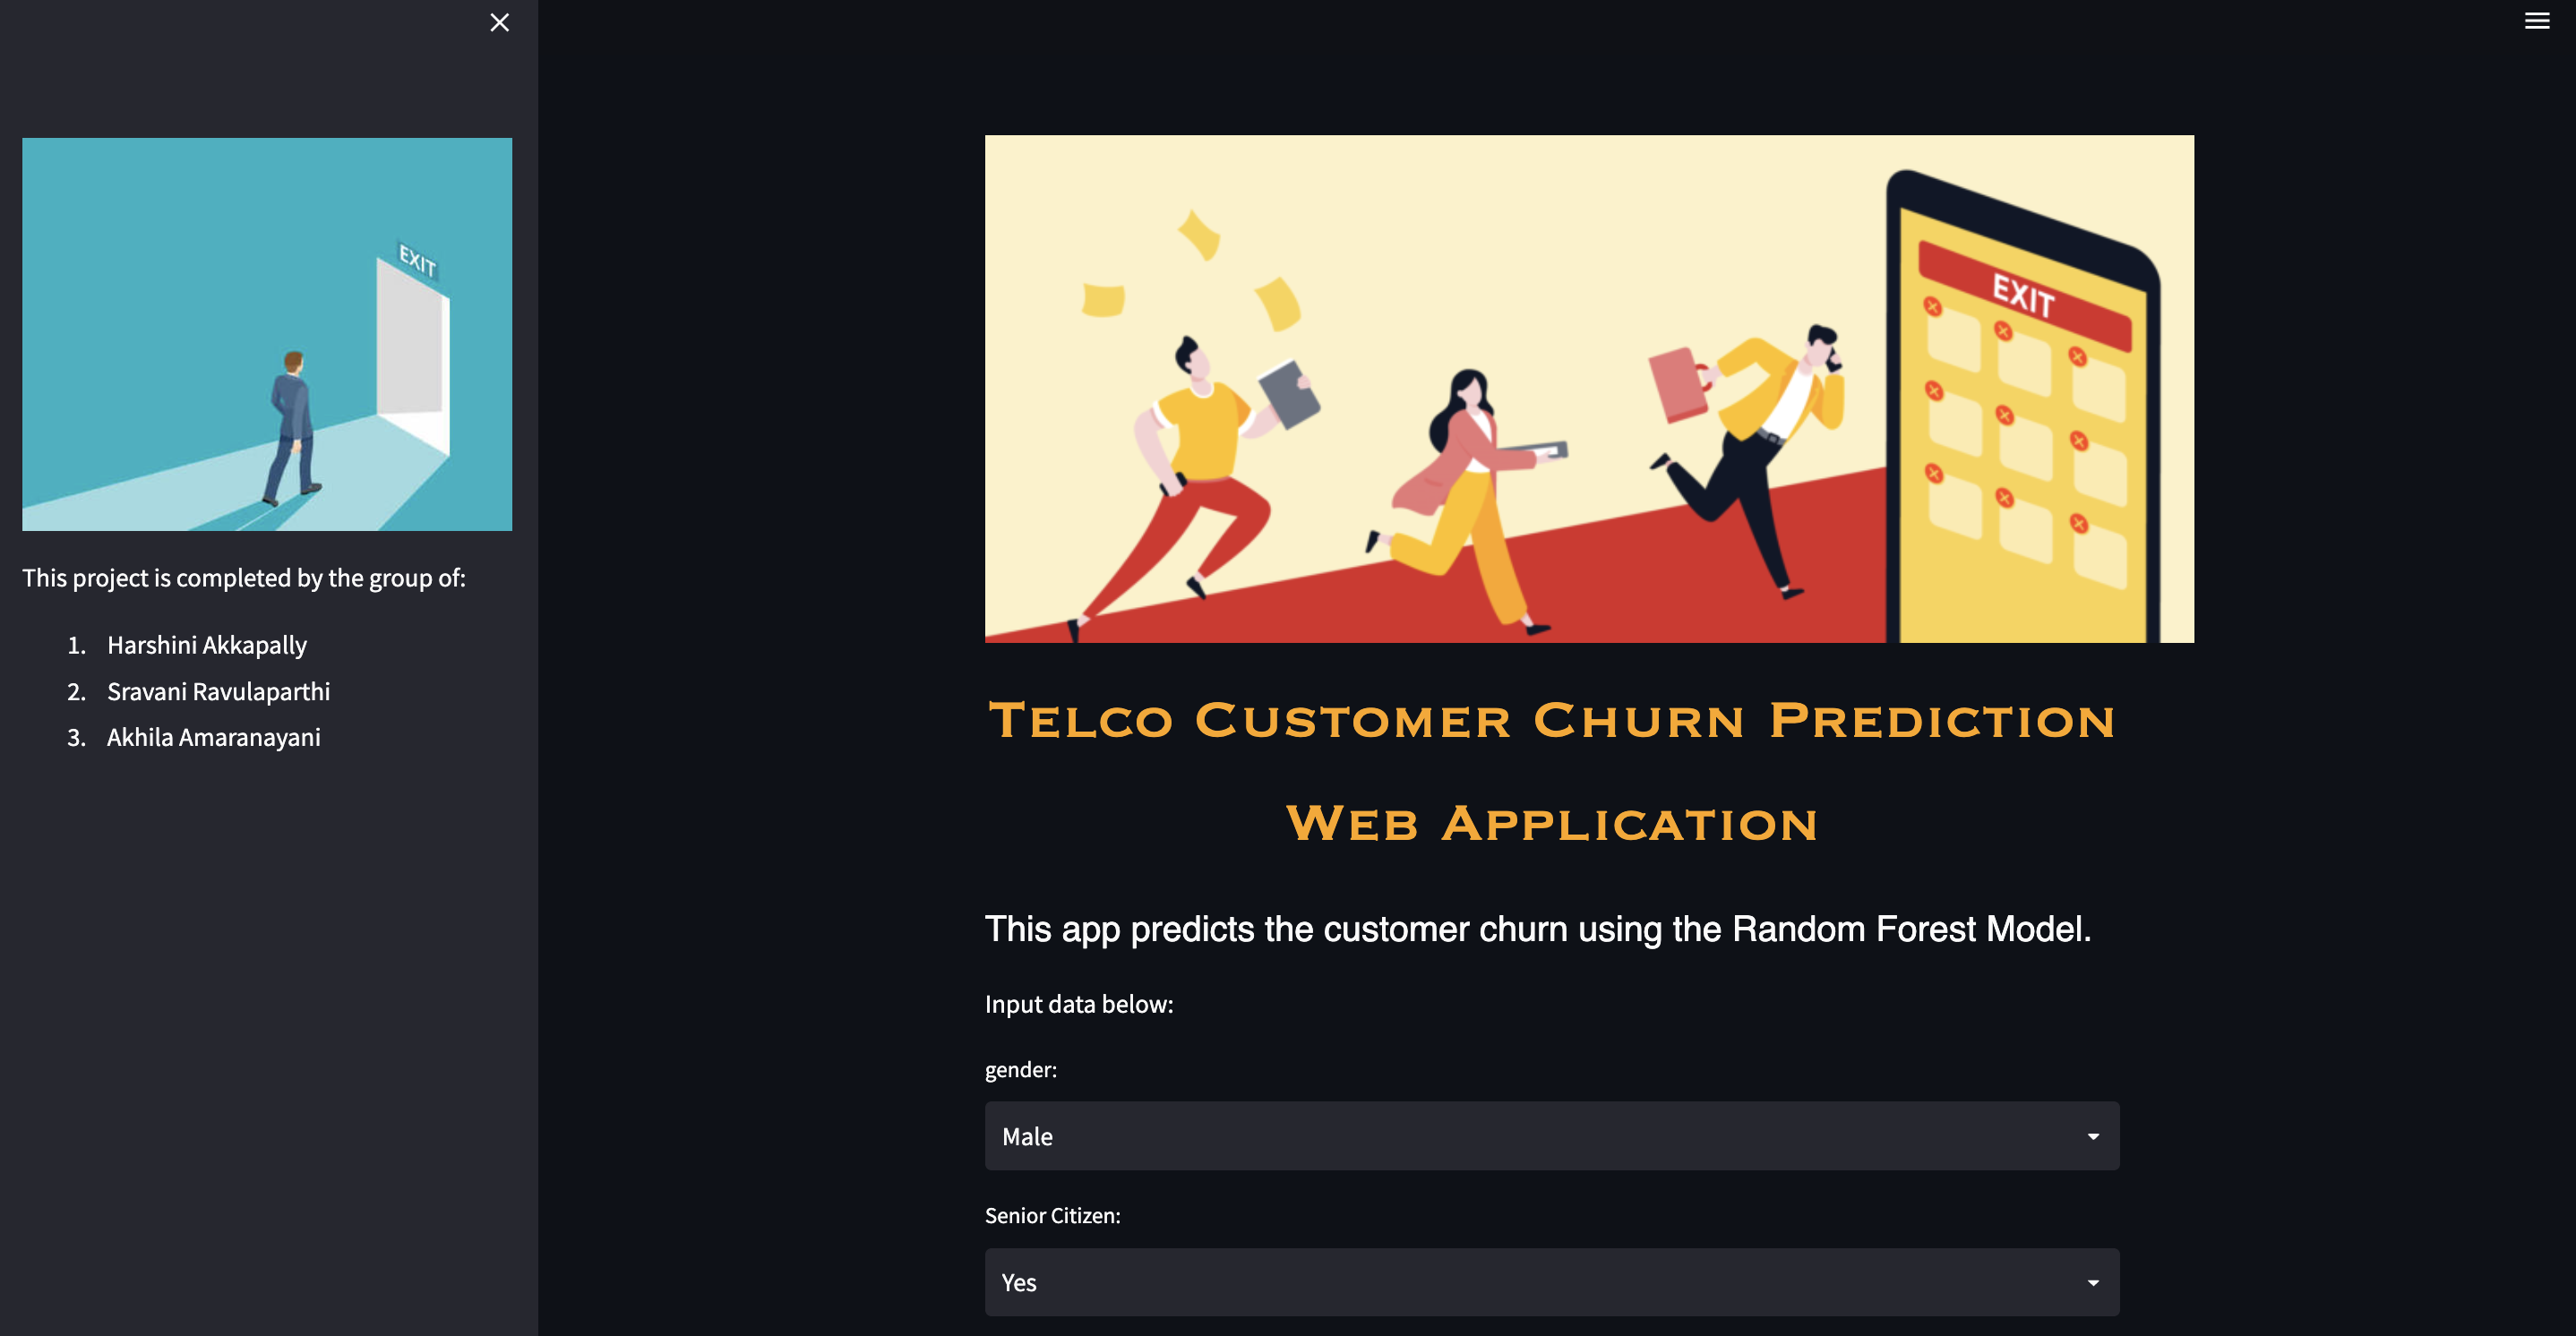 EXIT
This project is completed by the group of:
1. Harshini Akkapally
2. Sravani Ravulaparthi
3. Akhila Amaranayani
EXIT
Telco Customer Churn Prediction
Web Application
This app predicts the customer churn using the Random Forest Model.
Input data below:
gender:
Male
Senior Citizen:
Yes